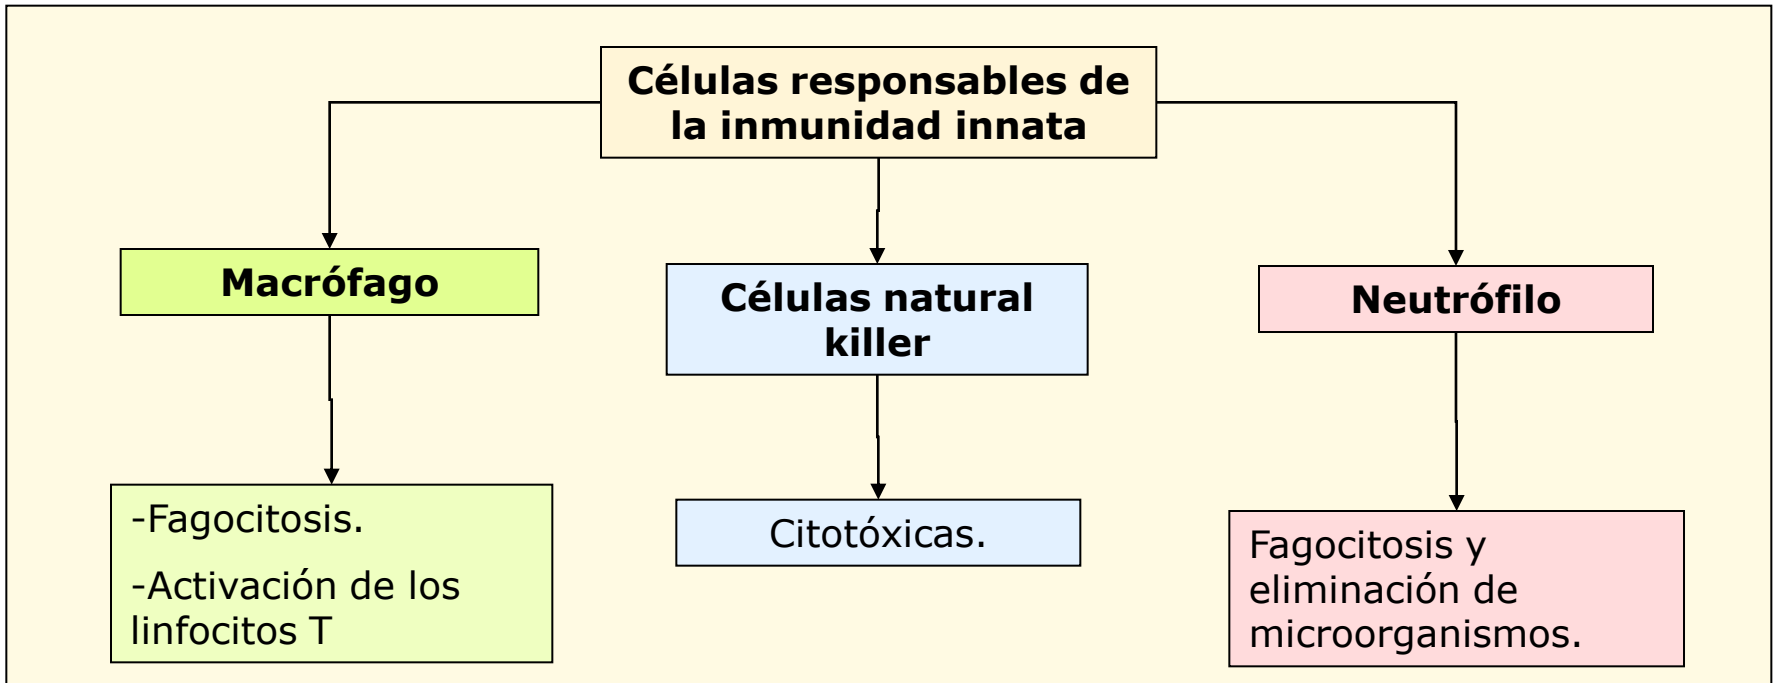 Células responsables de
la inmunidad innata
Macrófago
Células natural
killer
Neutrófilo
-Fagocitosis.
-Activación de los
linfocitos T
Citotóxicas.
Fagocitosis y
eliminación de
microorganismos.